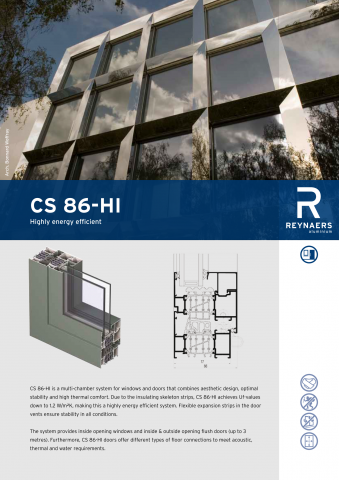 Arch. Bernard Wallner
CS 86-HI
Highly energy efficient
REYNAERS
aluminium
CS 86-HI is a multi-chamber system for windows and doors that combines aesthetic design, optimal
stability and high thermal comfort. Due to the insulating skeleton strips, CS 86-HI achieves Uf-values
down to 1.2 W/m²K, making this a highly energy efficient system. Flexible expansion strips in the door
vents ensure stability in all conditions.
The system provides inside opening windows and inside & outside opening flush doors (up to 3
metres). Furthermore, CS 86-HI doors offer different types of floor connections to meet acoustic,
thermal and water requirements.